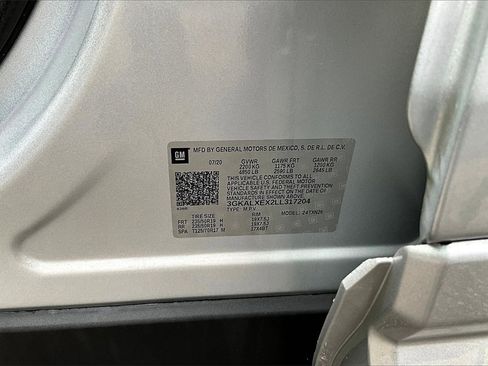 GM
MFD BY GENERAL MOTORS DE MEXICO, S. DE R.L. DE C.V.
07/20 GVWR GAWR FRT GAWR RR
2200 KG 1175 KG 1200 KG
4850 LB 2590 LB 2645 LB
THIS VEHICLE CONFORMS TO ALL
APPLICABLE U.S. FEDERAL MOTOR
VEHICLE SAFETY AND THEFT PREVENTION
STANDARDS IN EFFECT ON THE DATE OF
MANUFACTURE SHOWN ABOVE.
3GKALXEX2LL317204
TYPE: M.P.V. MODEL: 
TIRE SIZE RIM
FRT 235/50R19 H 19X7.5J
RR 235/50R19 H 19X7.5J
SPA T125/70R17 M 17X4BT